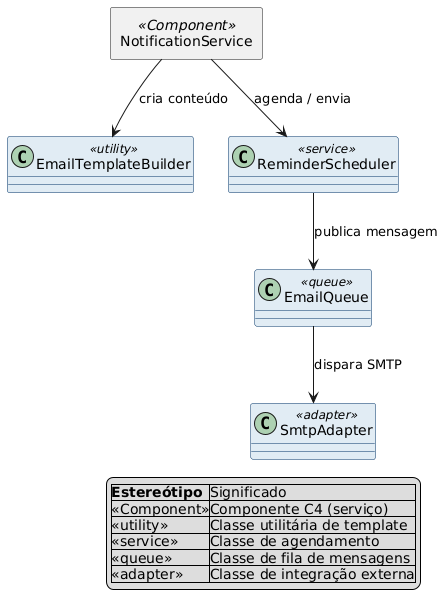 «Component»
NotificationService
cria conteúdo
agenda / envia
C «utility» EmailTemplateBuilder
C «service» ReminderScheduler
publica mensagem
C «queue» EmailQueue
dispara SMTP
C «adapter» SmtpAdapter
Estereótipo Significado
«Component» Componente C4 (serviço)
«utility» Classe utilitária de template
«service» Classe de agendamento
«queue» Classe de fila de mensagens
«adapter» Classe de integração externa